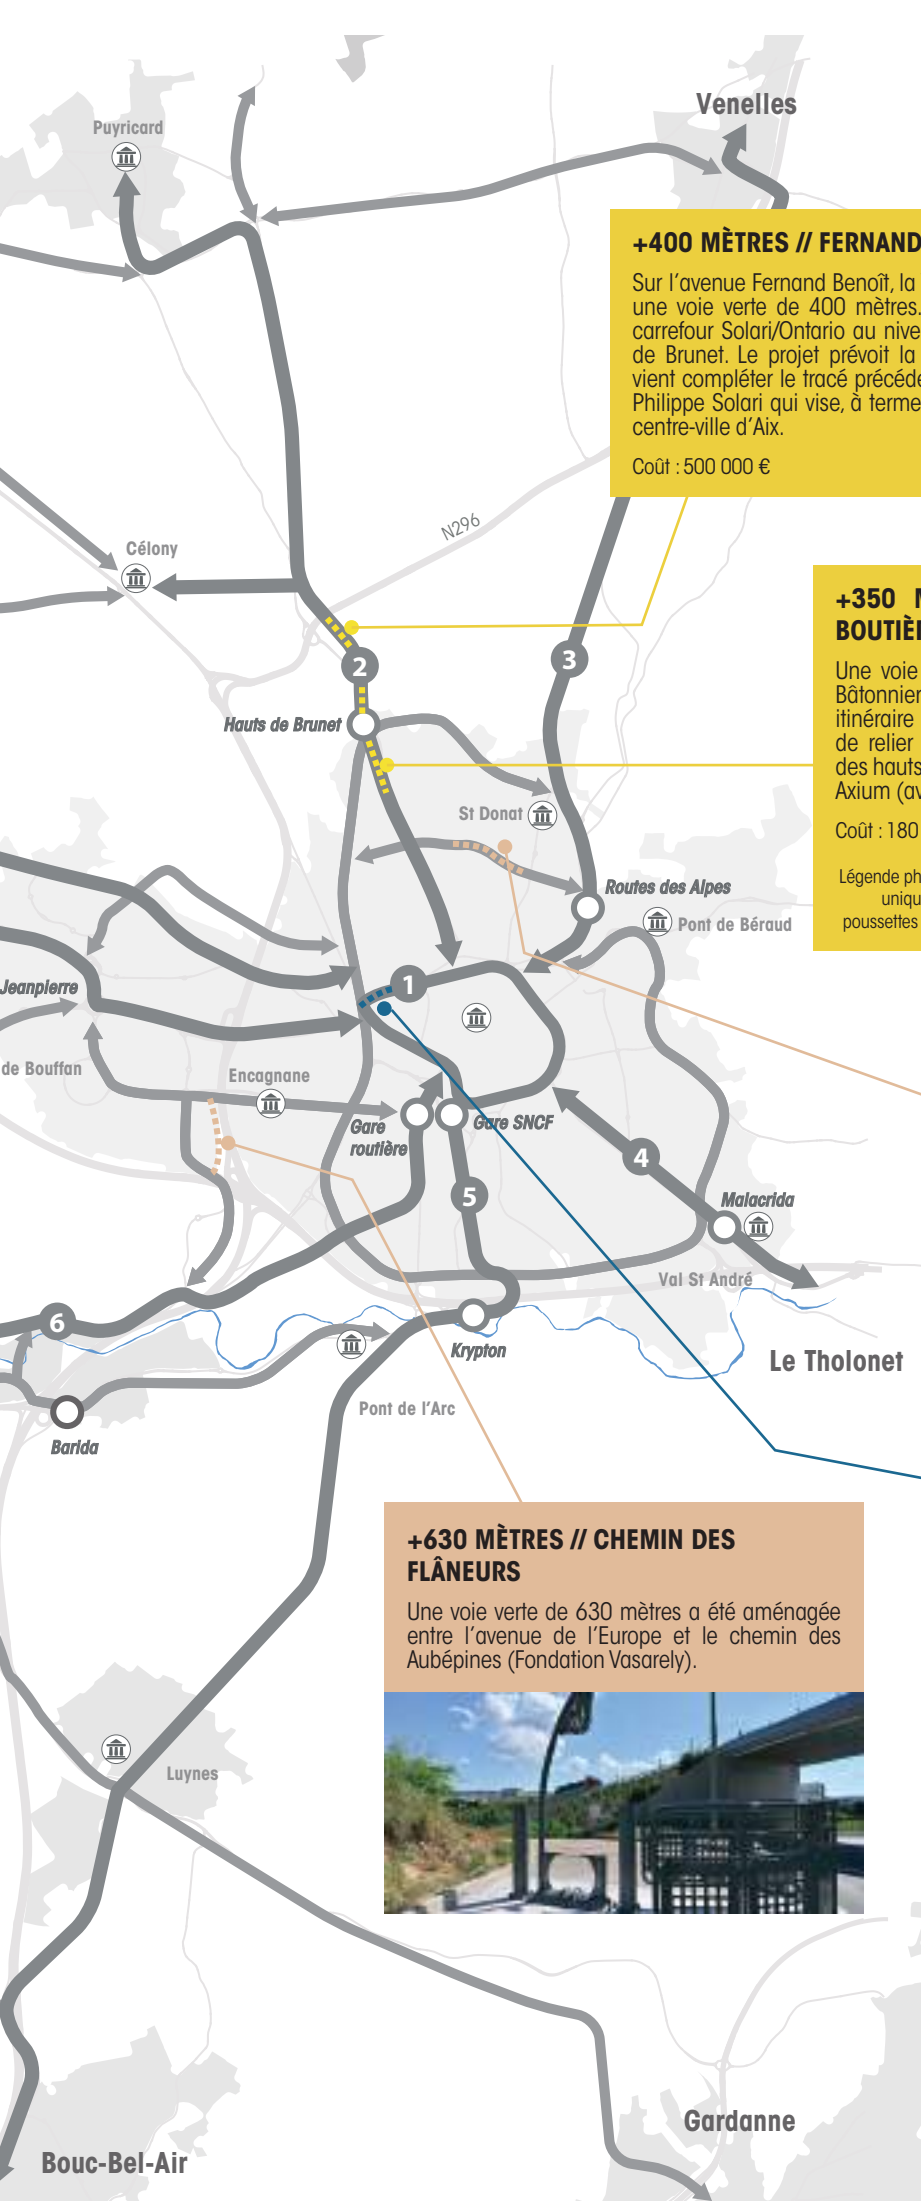 Venelles
Puyricard
+400 MÈTRES // FERNAND
Sur l'avenue Fernand Benoît, la
une voie verte de 400 mètres.
carrefour Solari/Ontario au nive
de Brunet. Le projet prévoit la
vient compléter le tracé précéde
Philippe Solari qui vise, à terme
centre-ville d'Aix.
Coût : 500 000 €
N296
Célony
+350 M
BOUTIÈ
Une voie
Bâtonnier
itinéraire
de relier
des hauts
Axium (av
Coût : 180
Légende ph
uniqu
poussettes
3
2
Hauts de Brunet
St Donat
Routes des Alpes
Pont de Béraud
1
Jeanpierre
de Bouffan
Encagnane
Gare
routière
Gare SNCF
4
5
Malacrida
Val St André
6
Krypton
Le Tholonet
Pont de l'Arc
Barida
+630 MÈTRES // CHEMIN DES
FLÂNEURS
Une voie verte de 630 mètres a été aménagée
entre l'avenue de l'Europe et le chemin des
Aubépines (Fondation Vasarely).
Luynes
Gardanne
Bouc-Bel-Air